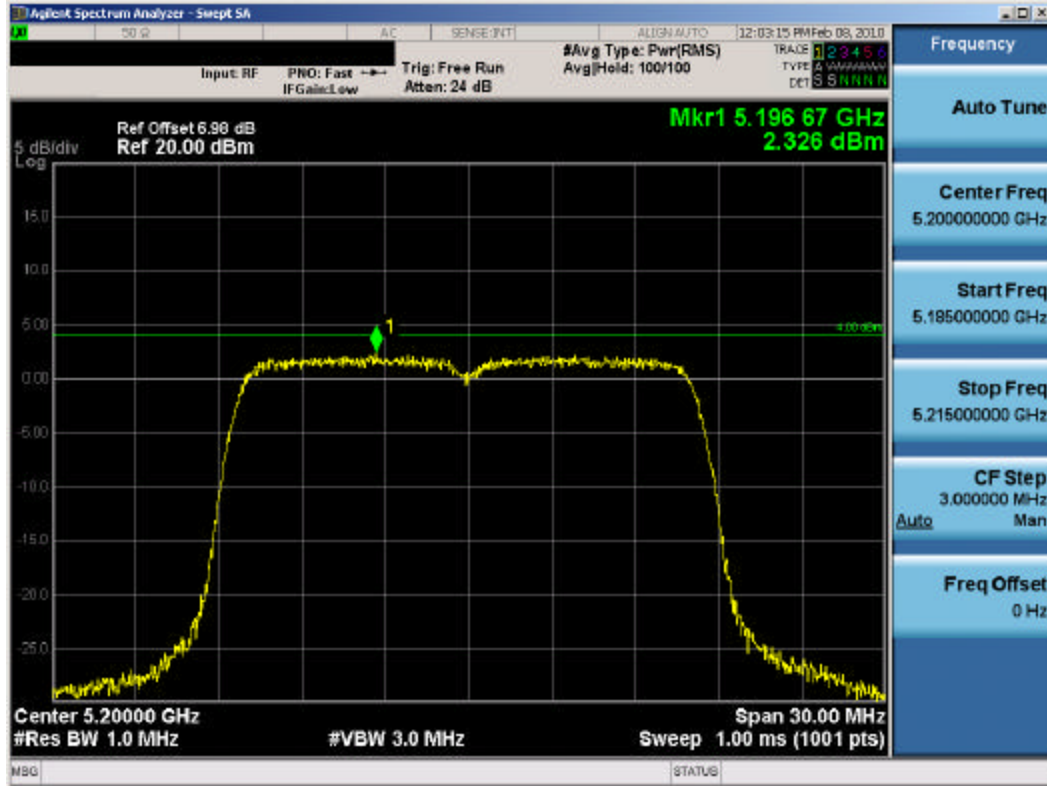 Agilent Spectrum Analyzer - Swept SA
LXI 50 Ω AC SENSE:INT ALIGNAUTO 12:03:15 PM Feb 08, 2010
Input: RF PNO: Fast Trig: Free Run #Avg Type: Pwr(RMS) TRACE 1 2 3 4 5 6
IFGain:Low Atten: 24 dB Avg|Hold: 100/100 TYPE A WWWWW
DET S S N N N N
Mkr1 5.196 67 GHz
2.326 dBm
Ref Offset 6.98 dB
5 dB/div Ref 20.00 dBm
Log
15.0
10.0
5.00
1
4.00 dBm
0.00
-5.00
-10.0
-15.0
-20.0
-25.0
Center 5.20000 GHz Span 30.00 MHz
#Res BW 1.0 MHz #VBW 3.0 MHz Sweep 1.00 ms (1001 pts)
MSG STATUS
Frequency
Auto Tune
Center Freq
5.200000000 GHz
Start Freq
5.185000000 GHz
Stop Freq
5.215000000 GHz
CF Step
3.000000 MHz
Auto Man
Freq Offset
0 Hz